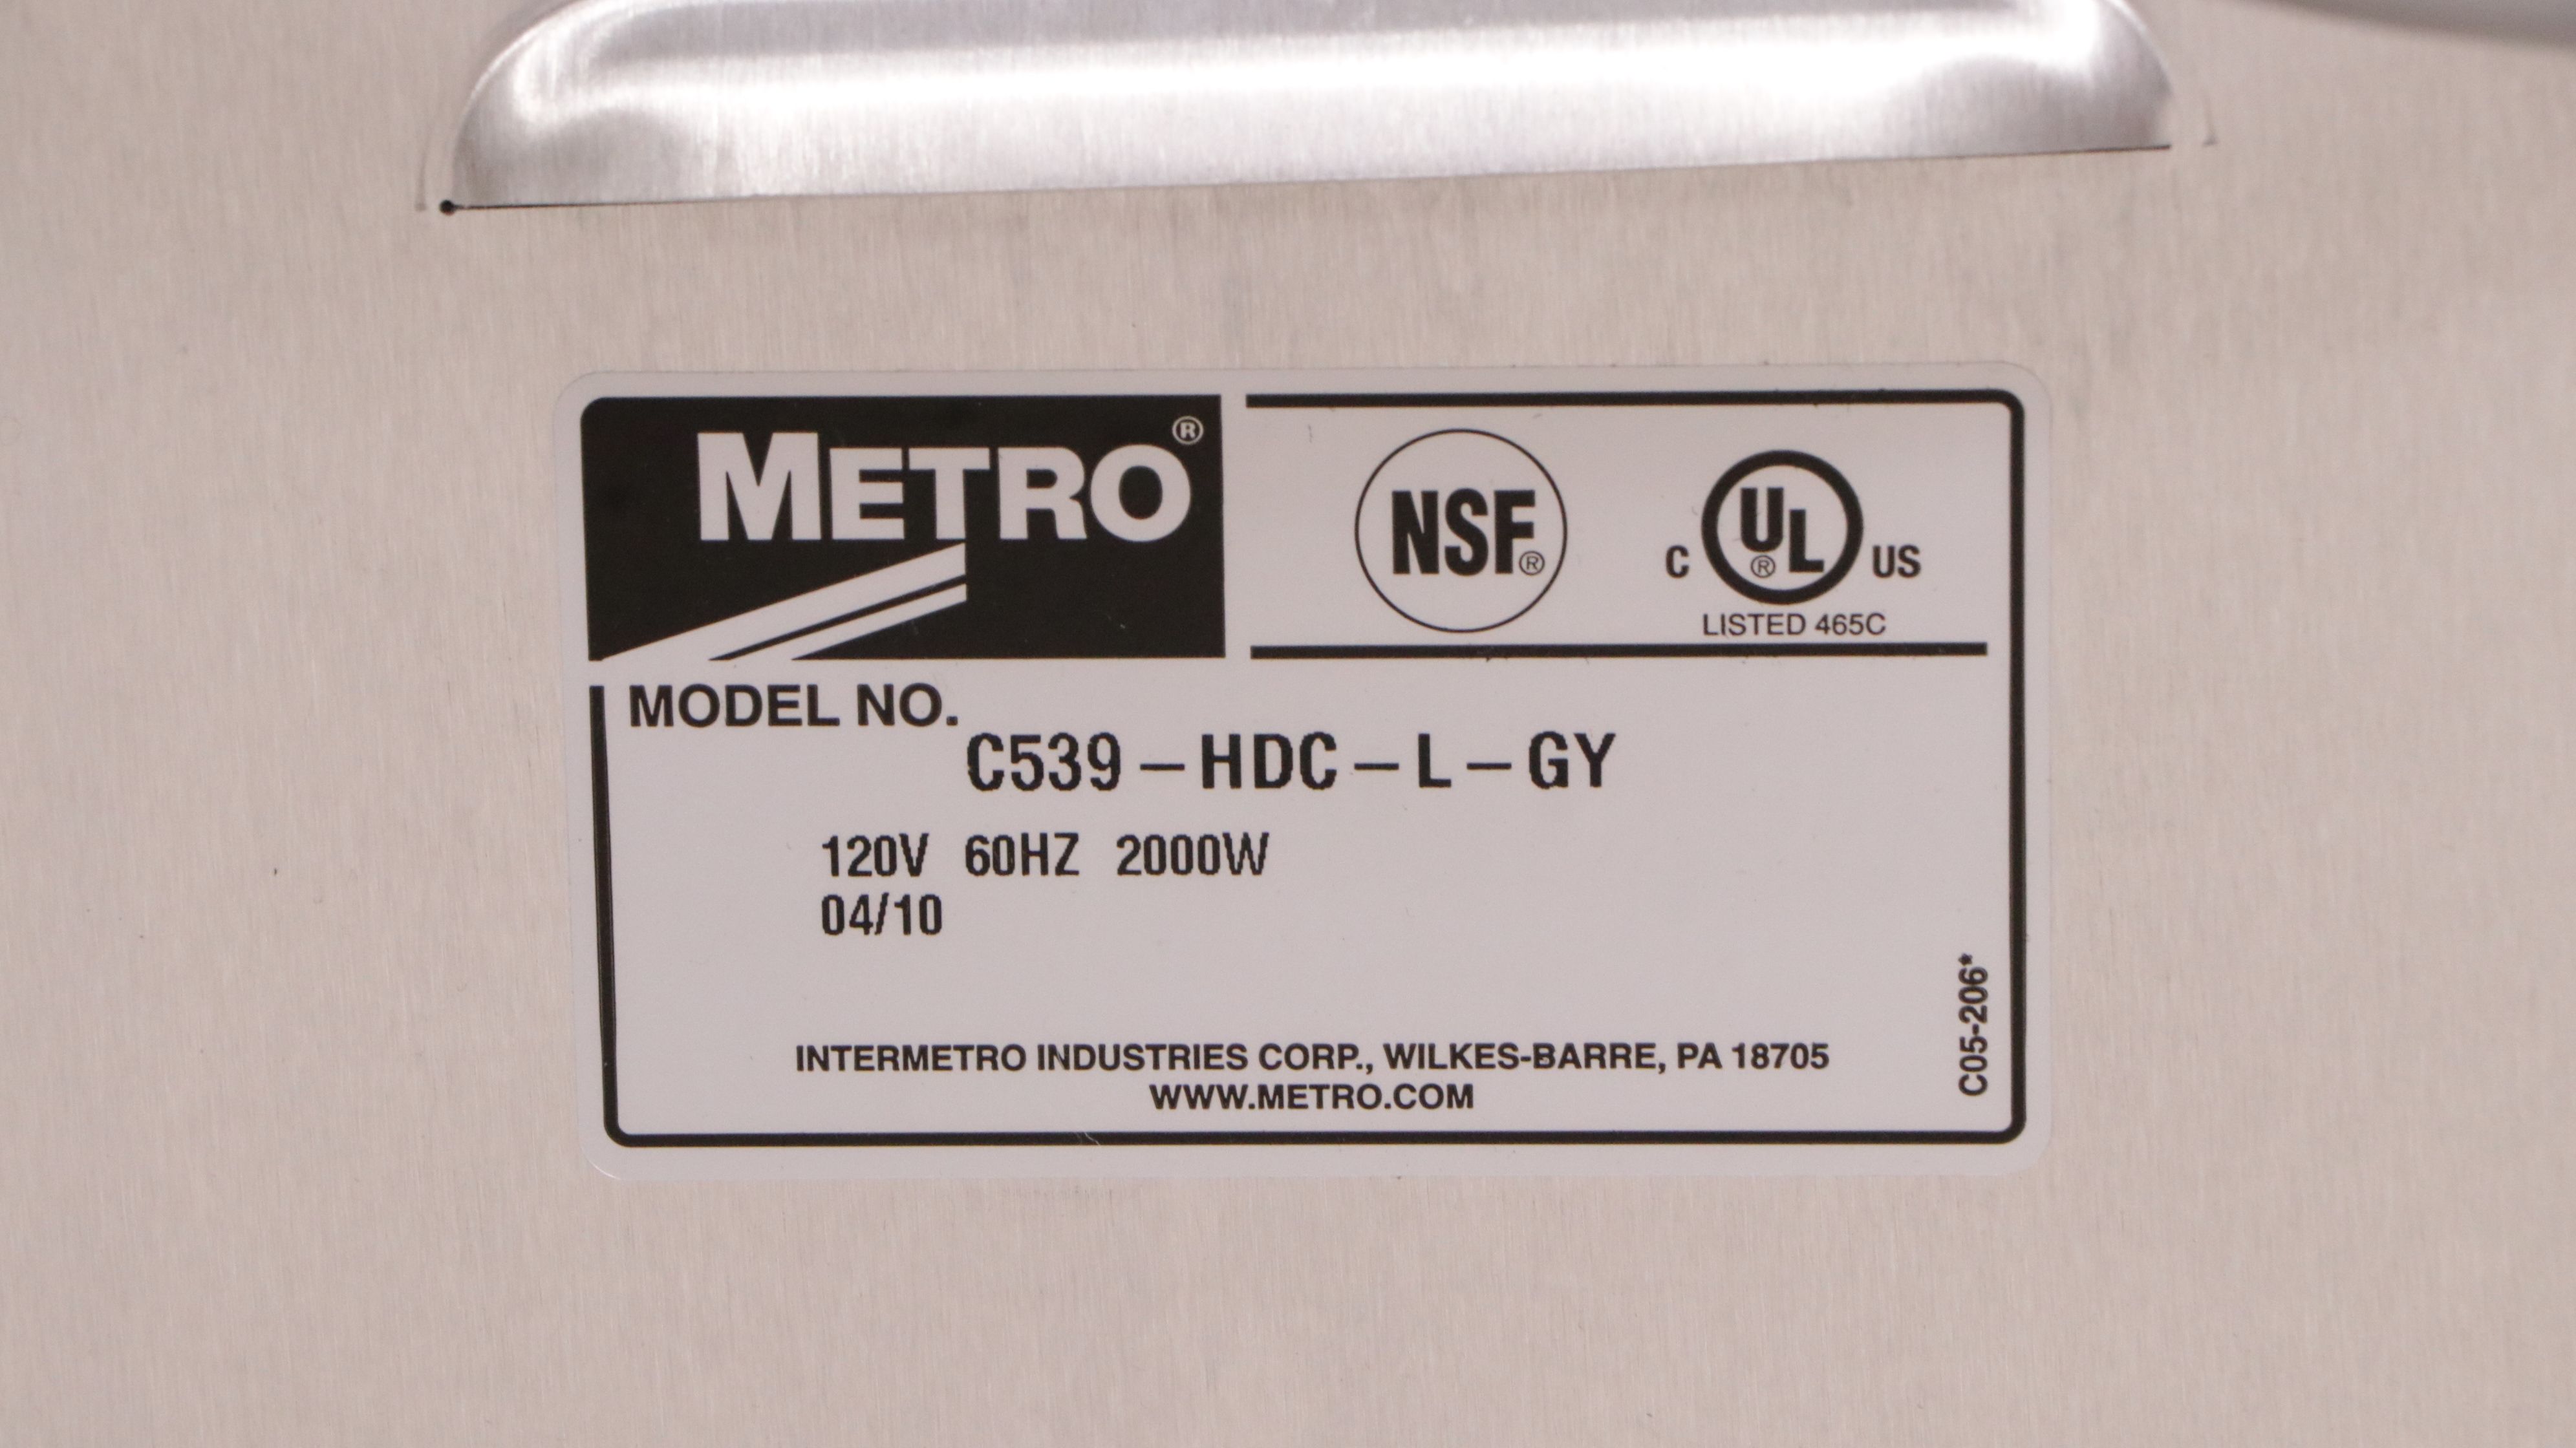 METRO®
NSF®
C UL® US
LISTED 465C
MODEL NO.
C539-HDC-L-GY
120V 60HZ 2000W
04/10
INTERMETRO INDUSTRIES CORP., WILKES-BARRE, PA 18705
WWW.METRO.COM
C05-206*